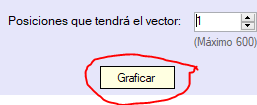 Posiciones que tendrá el vector: 1
(Máximo 600)
Graficar